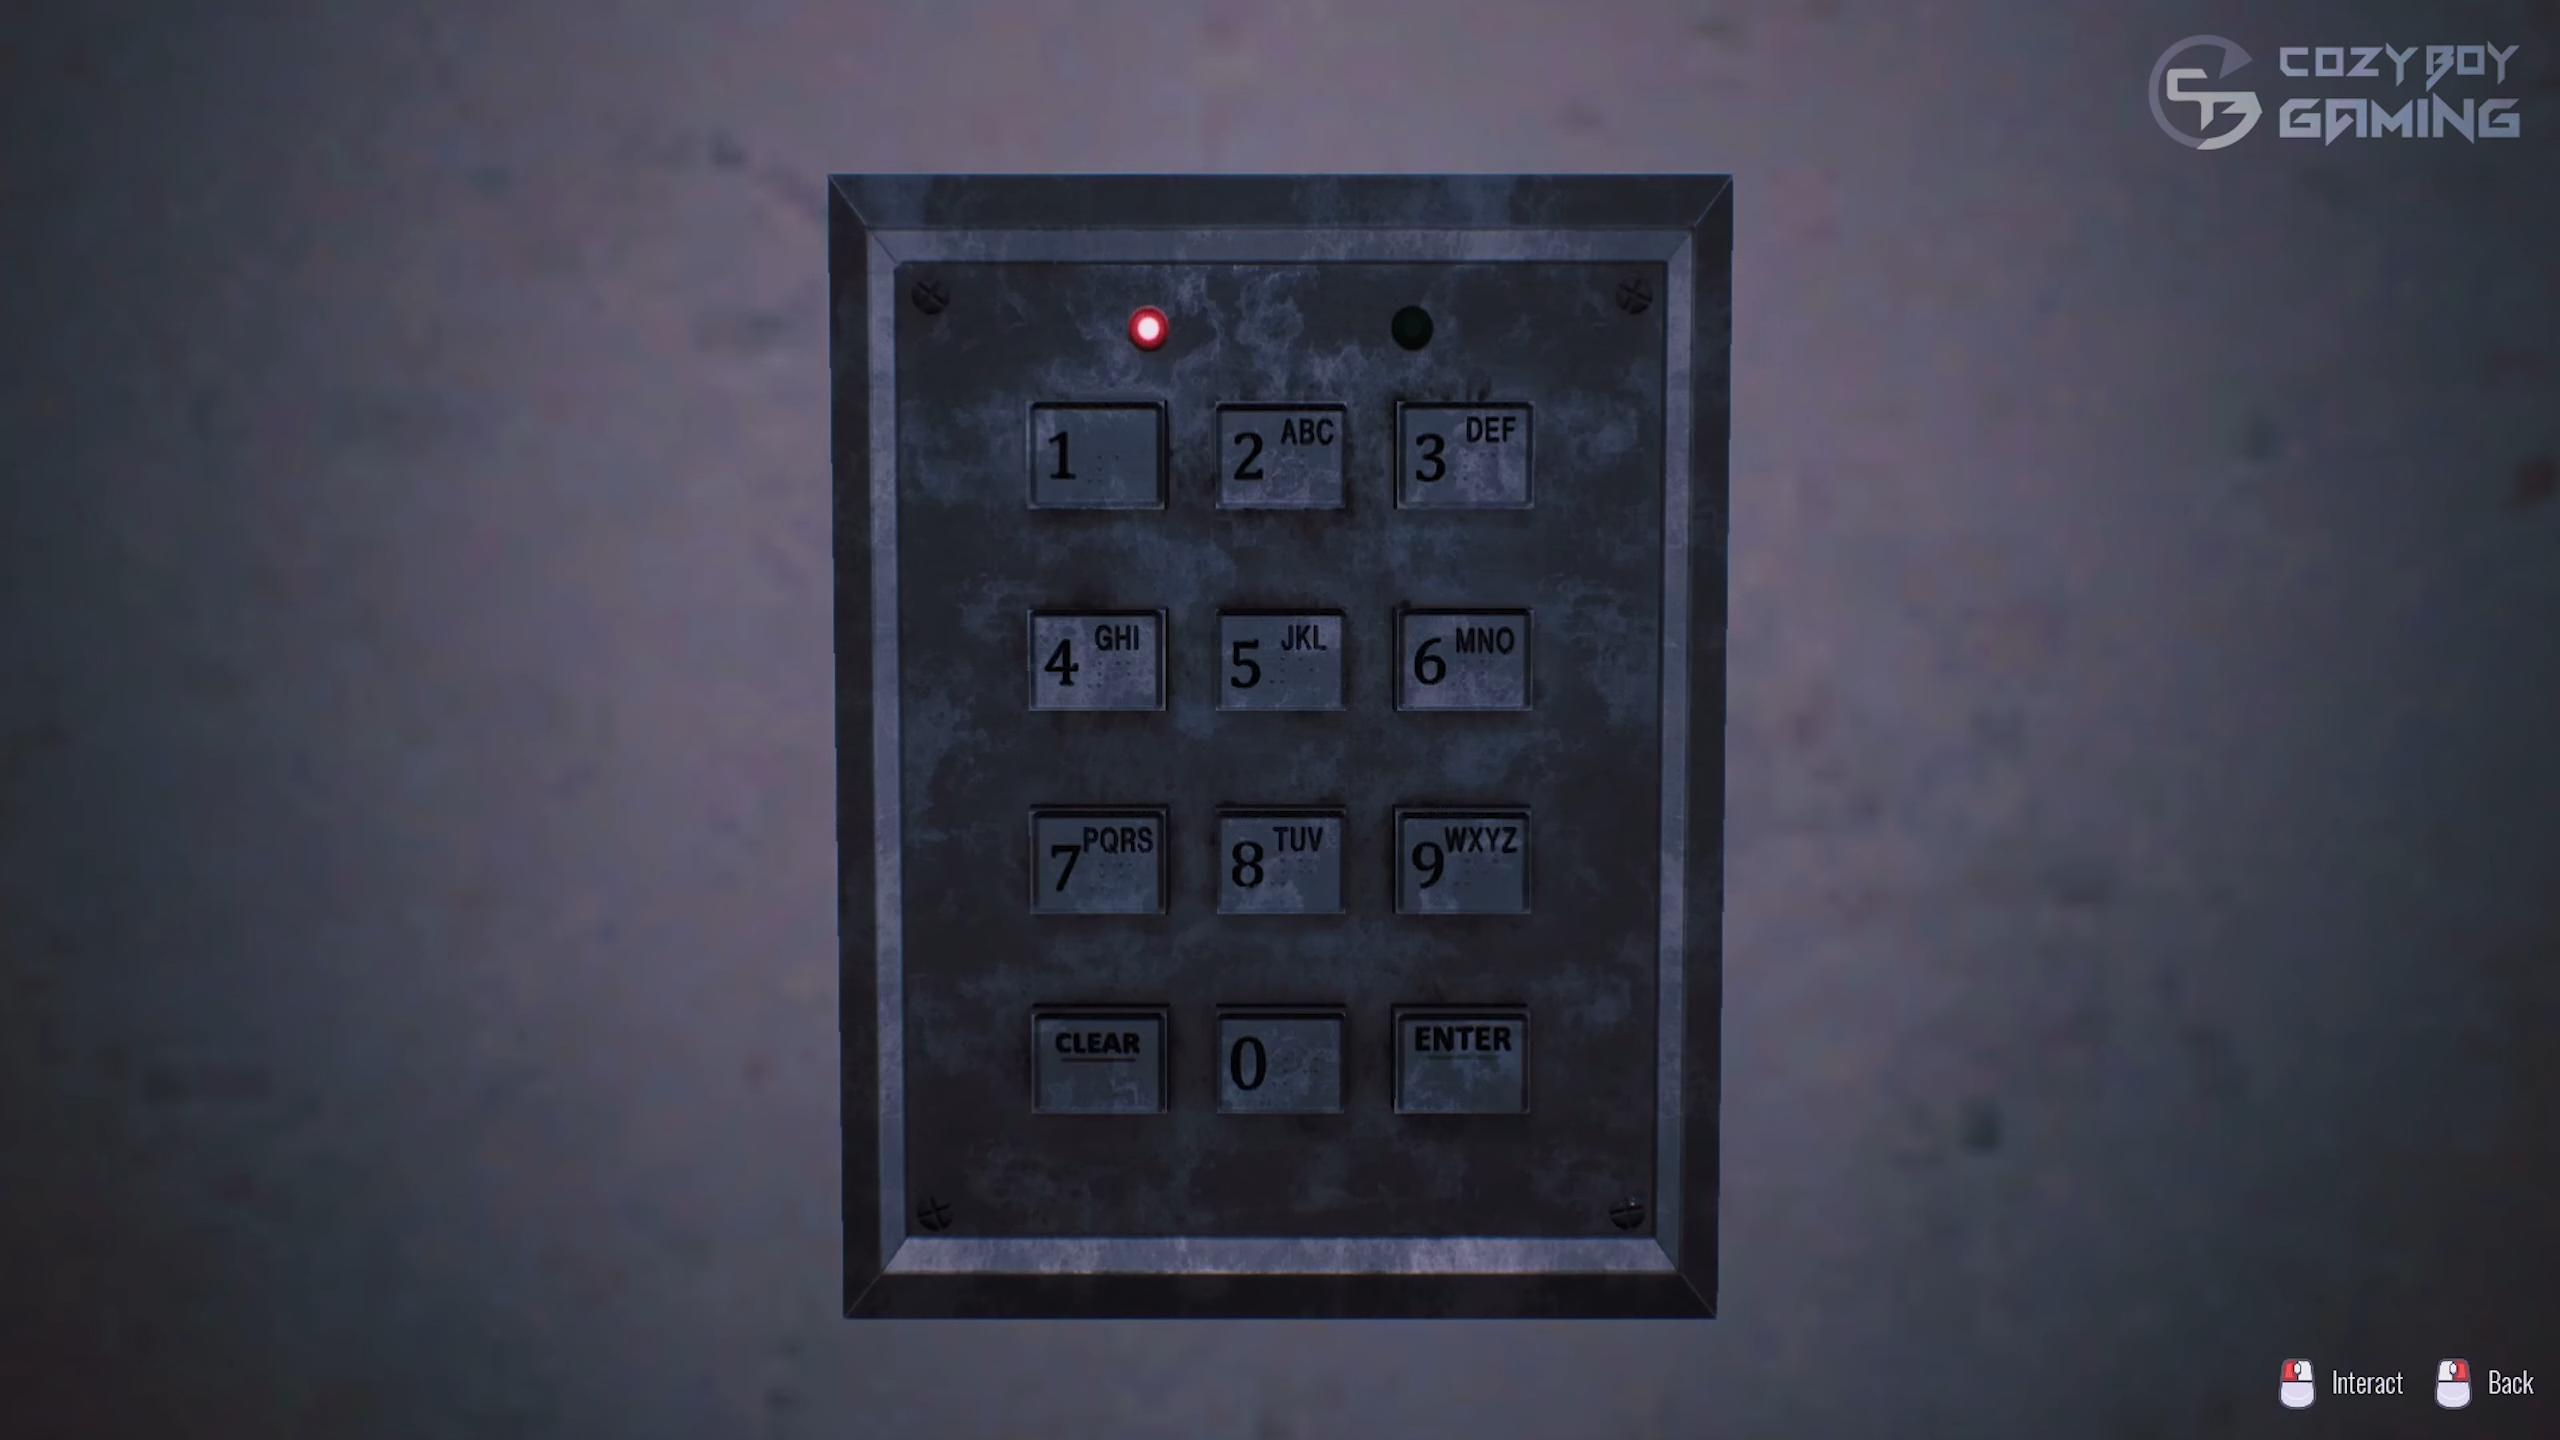 COZY BOY
GAMING
1
2 ABC
3 DEF
4 GHI
5 JKL
6 MNO
7 PQRS
8 TUV
9 WXYZ
CLEAR
0
ENTER
Interact
Back